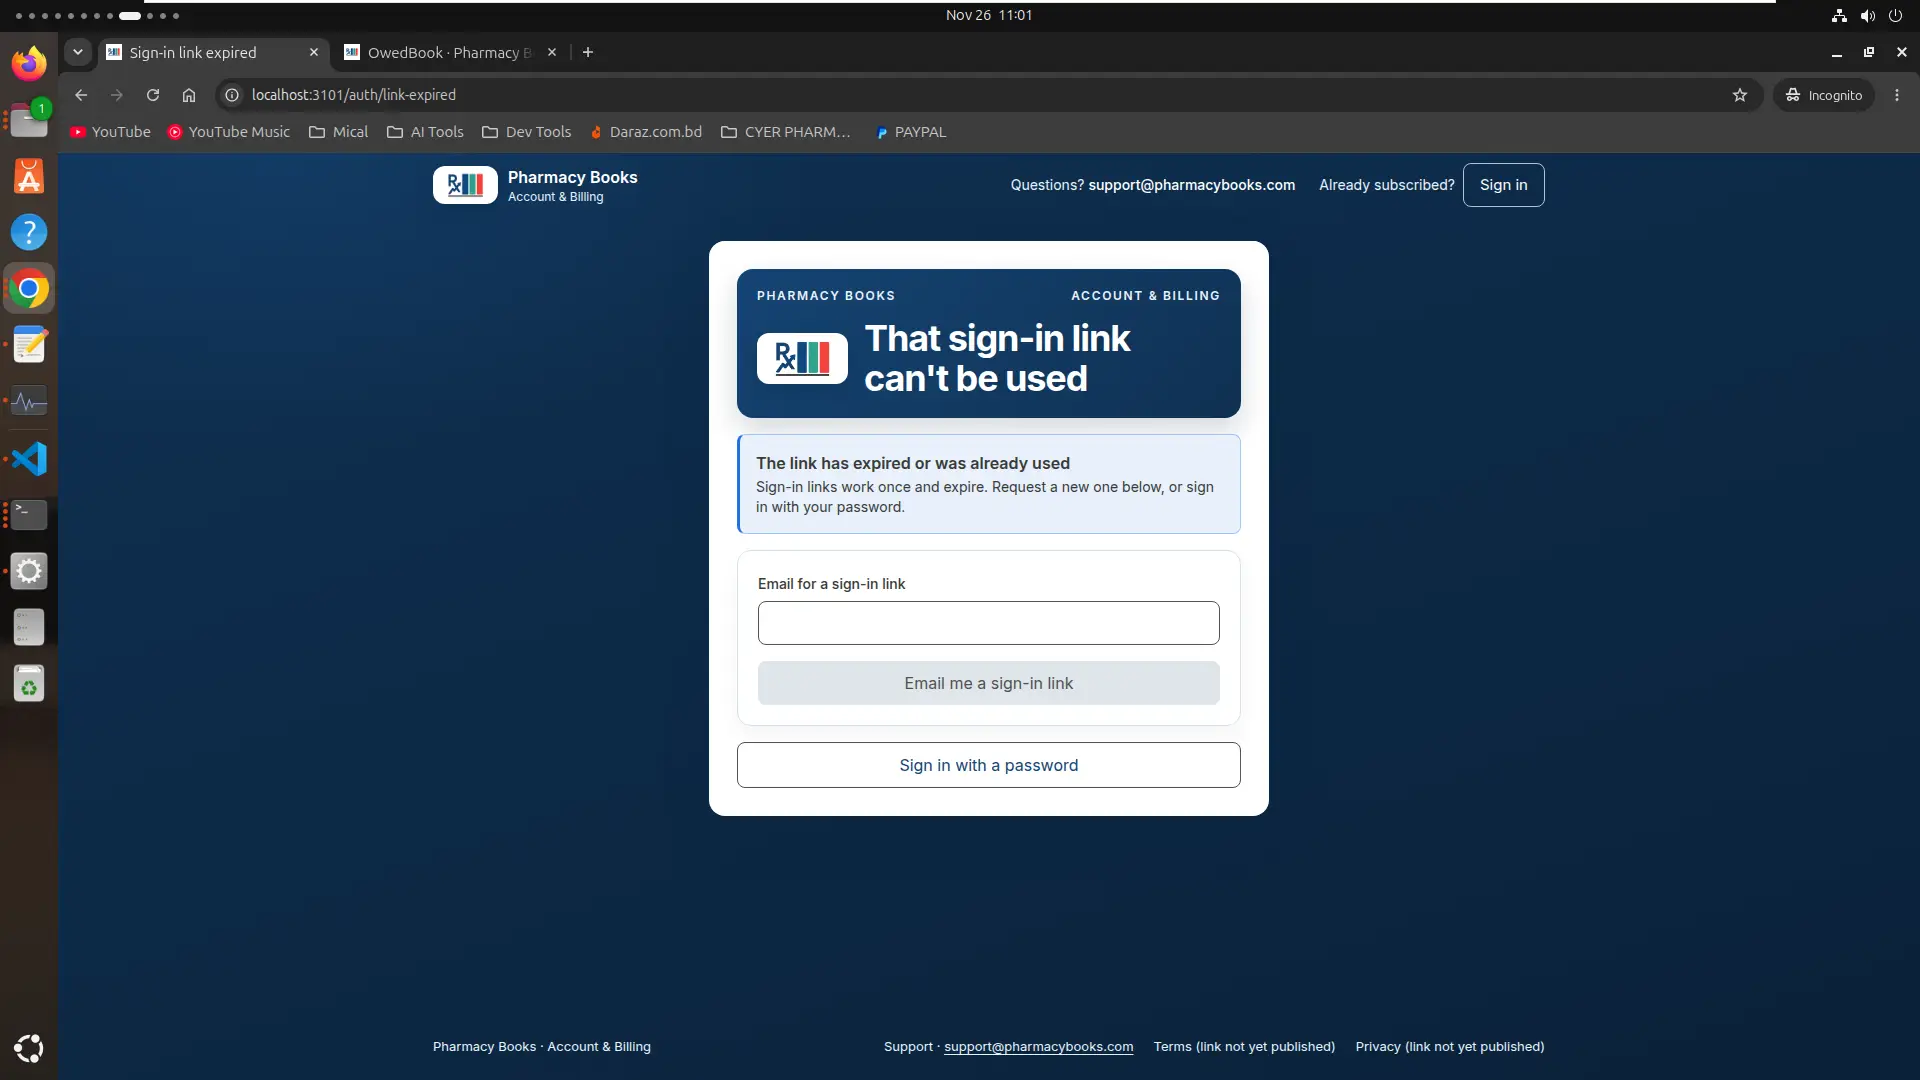 Nov 26 11:01
Sign-in link expired
OwedBook · Pharmacy B
localhost:3101/auth/link-expired
Incognito
YouTube
YouTube Music
Mical
AI Tools
Dev Tools
Daraz.com.bd
CYER PHARM...
PAYPAL
1
Pharmacy Books
Account & Billing
Questions? support@pharmacybooks.com
Already subscribed?
Sign in
PHARMACY BOOKS
ACCOUNT & BILLING
Rx
That sign-in link
can't be used
The link has expired or was already used
Sign-in links work once and expire. Request a new one below, or sign
in with your password.
Email for a sign-in link
Email me a sign-in link
Sign in with a password
Pharmacy Books · Account & Billing
Support · support@pharmacybooks.com
Terms (link not yet published)
Privacy (link not yet published)